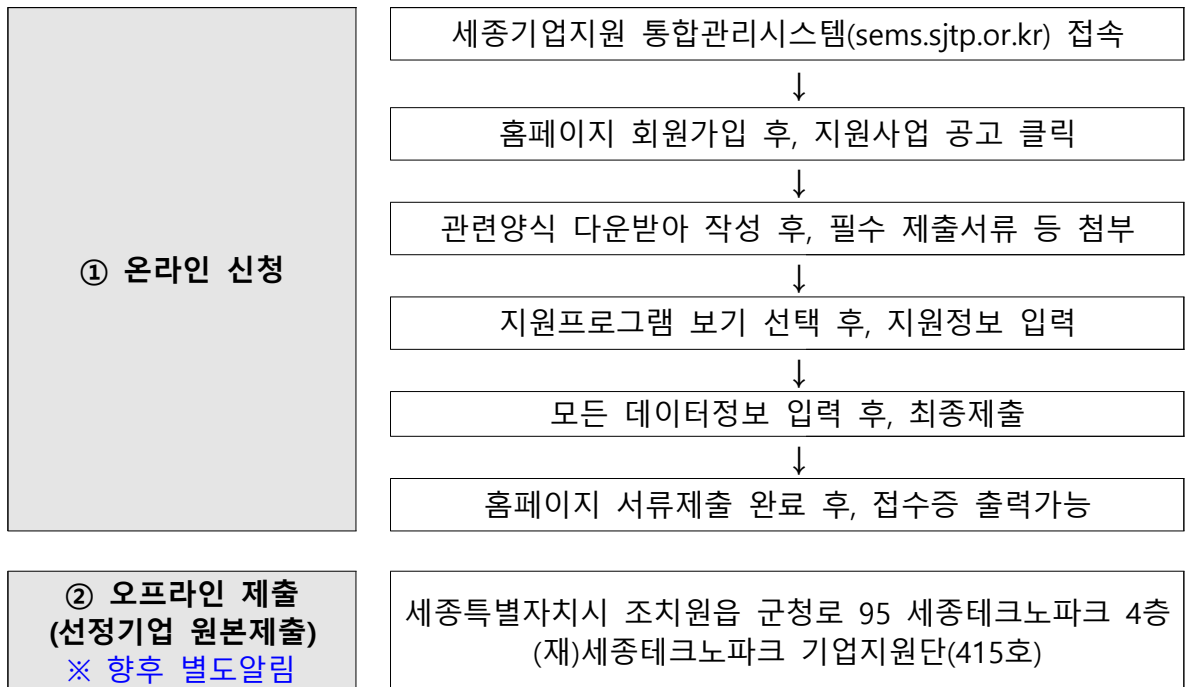 ① 온라인 신청
세종기업지원 통합관리시스템(sems.sjtp.or.kr) 접속
↓
홈페이지 회원가입 후, 지원사업 공고 클릭
↓
관련양식 다운받아 작성 후, 필수 제출서류 등 첨부
↓
지원프로그램 보기 선택 후, 지원정보 입력
↓
모든 데이터정보 입력 후, 최종제출
↓
홈페이지 서류제출 완료 후, 접수증 출력가능
② 오프라인 제출
(선정기업 원본제출)
※ 향후 별도알림
세종특별자치시 조치원읍 군청로 95 세종테크노파크 4층
(재)세종테크노파크 기업지원단(415호)